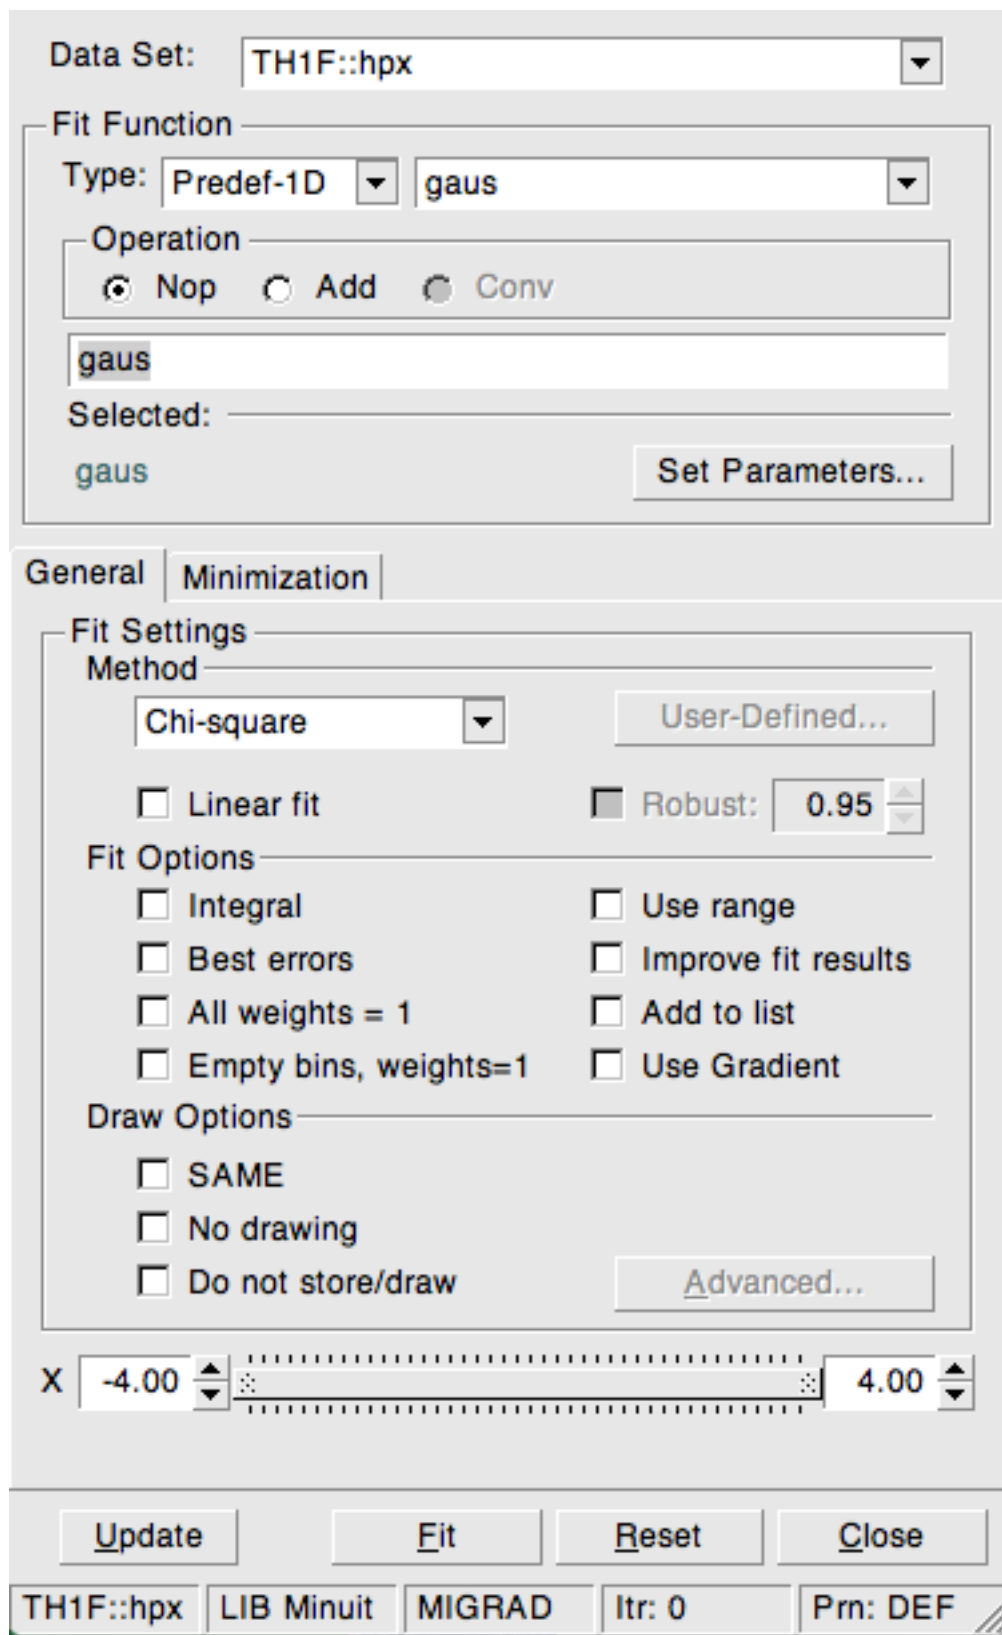 Data Set: TH1F::hpx
Fit Function
Type: Predef-1D gaus
Operation
Nop Add Conv
gaus
Selected:
gaus Set Parameters...
General Minimization
Fit Settings
Method
Chi-square User-Defined...
Linear fit Robust: 0.95
Fit Options
Integral Use range
Best errors Improve fit results
All weights = 1 Add to list
Empty bins, weights=1 Use Gradient
Draw Options
SAME
No drawing
Do not store/draw Advanced...
X -4.00 4.00
Update Fit Reset Close
TH1F::hpx LIB Minuit MIGRAD Itr: 0 Prn: DEF